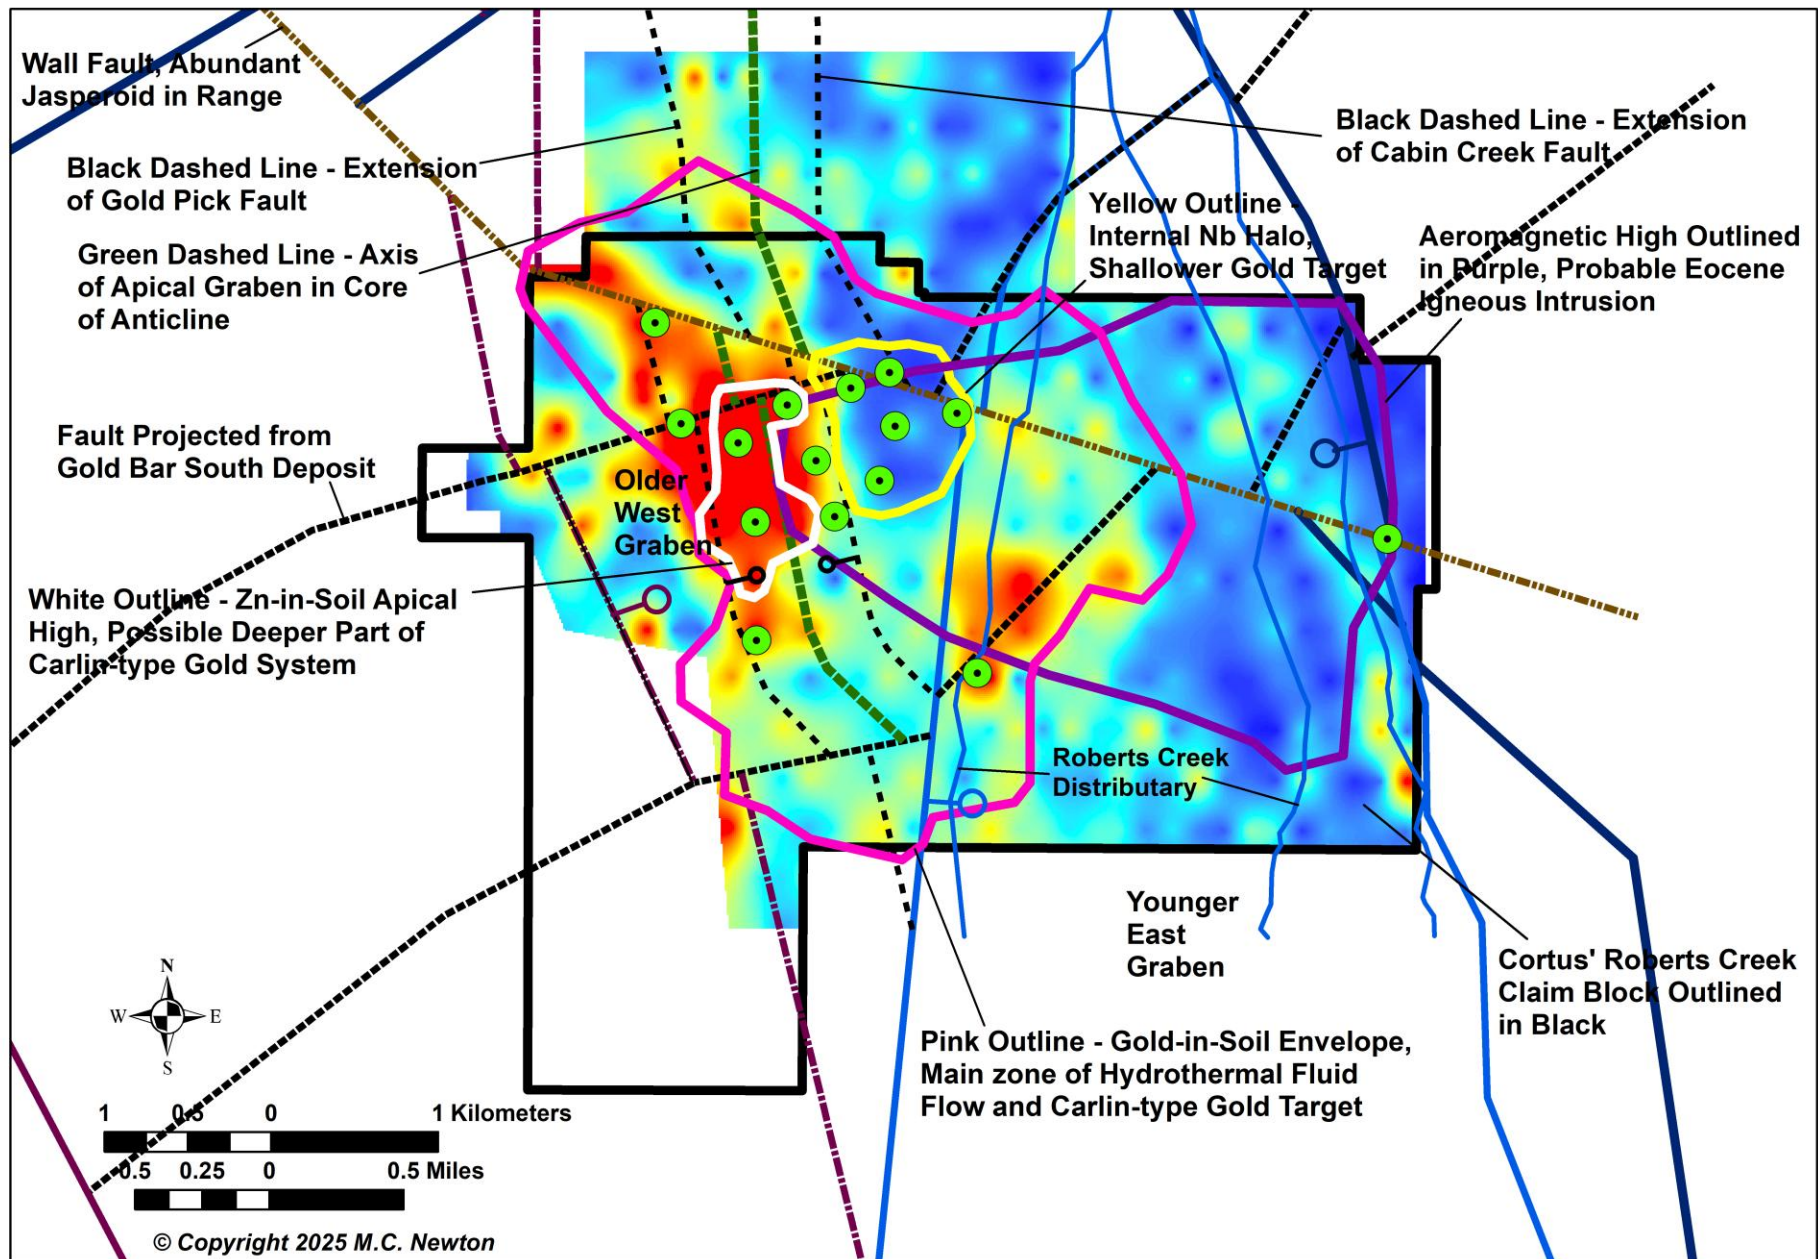 Wall Fault, Abundant
Jasperoid in Range
Black Dashed Line - Extension
of Cabin Creek Fault
Black Dashed Line - Extension
of Gold Pick Fault
Yellow Outline -
Internal Nb Halo,
Shallower Gold Target
Aeromagnetic High Outlined
in Purple, Probable Eocene
Igneous Intrusion
Green Dashed Line - Axis
of Apical Graben in Core
of Anticline
Fault Projected from
Gold Bar South Deposit
Older
West
Graben
White Outline - Zn-in-Soil Apical
High, Possible Deeper Part of
Carlin-type Gold System
Roberts Creek
Distributary
Younger
East
Graben
Cortus' Roberts Creek
Claim Block Outlined
in Black
Pink Outline - Gold-in-Soil Envelope,
Main zone of Hydrothermal Fluid
Flow and Carlin-type Gold Target
N
W E
S
1 0.5 0 1 Kilometers
0.5 0.25 0 0.5 Miles
© Copyright 2025 M.C. Newton